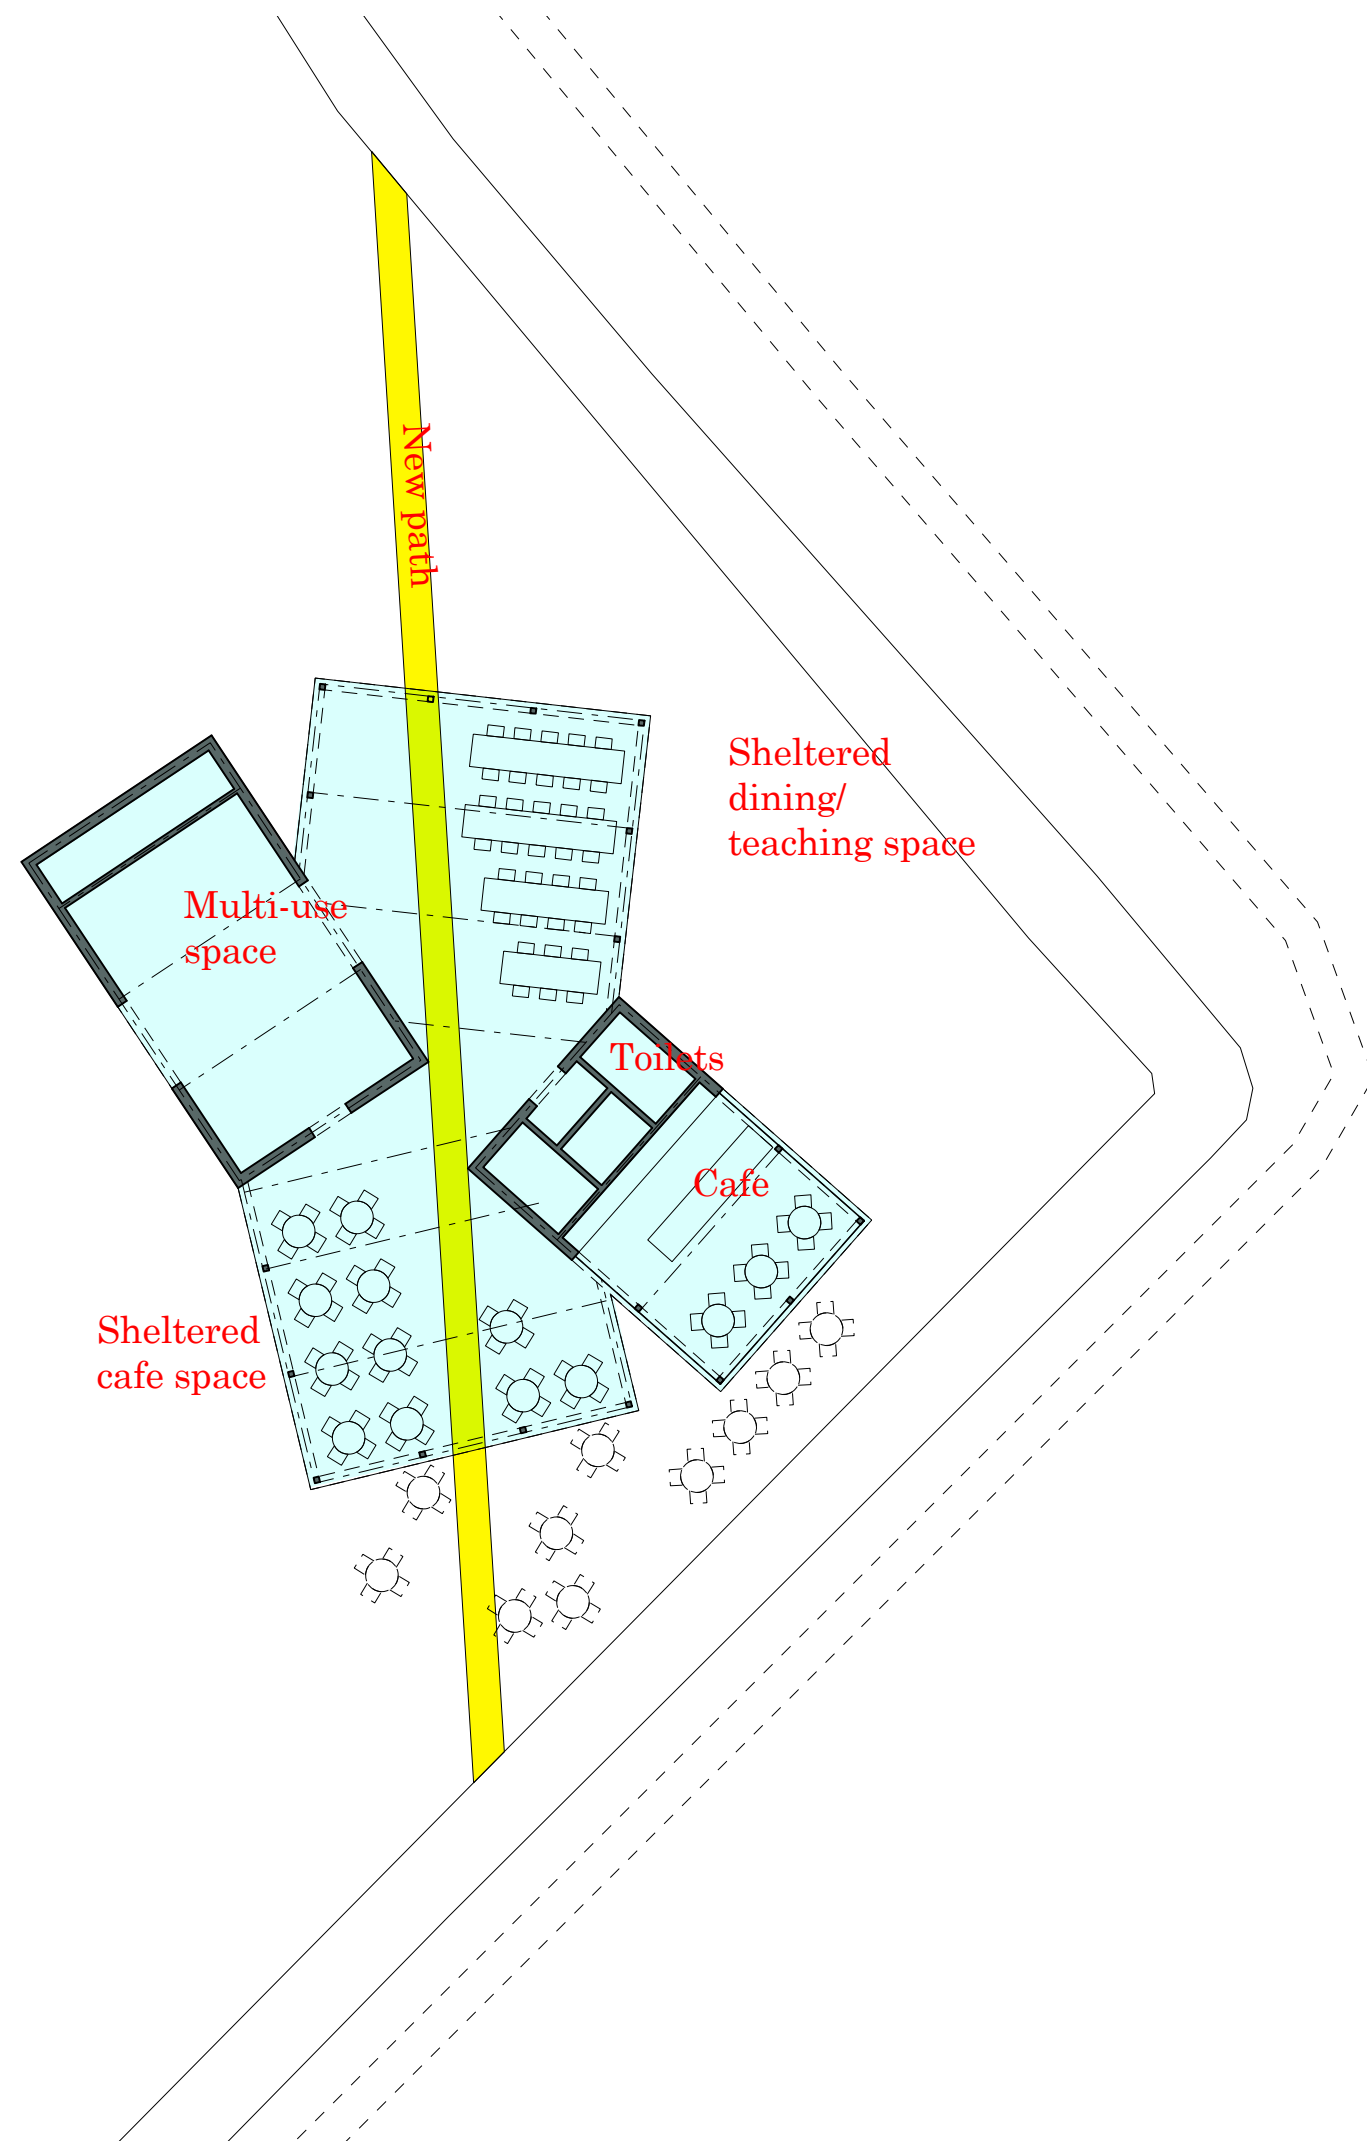 New path
Sheltered
dining/
teaching space
Multi-use
space
Toilets
Cafe
Sheltered
cafe space